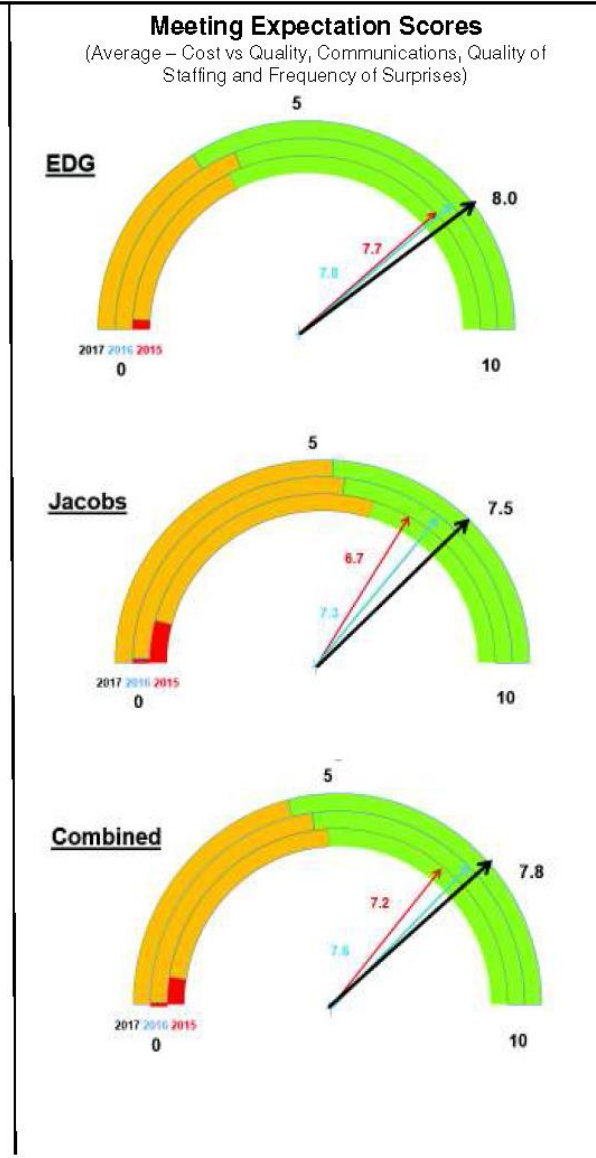 Meeting Expectation Scores
(Average – Cost vs Quality, Communications, Quality of
Staffing and Frequency of Surprises)
5
EDG
8.0
7.7
7.8
2017 2016 2015
0
10
5
Jacobs
7.5
6.7
7.3
2017 2016 2015
0
10
5
Combined
7.8
7.2
7.6
2017 2016 2015
0
10